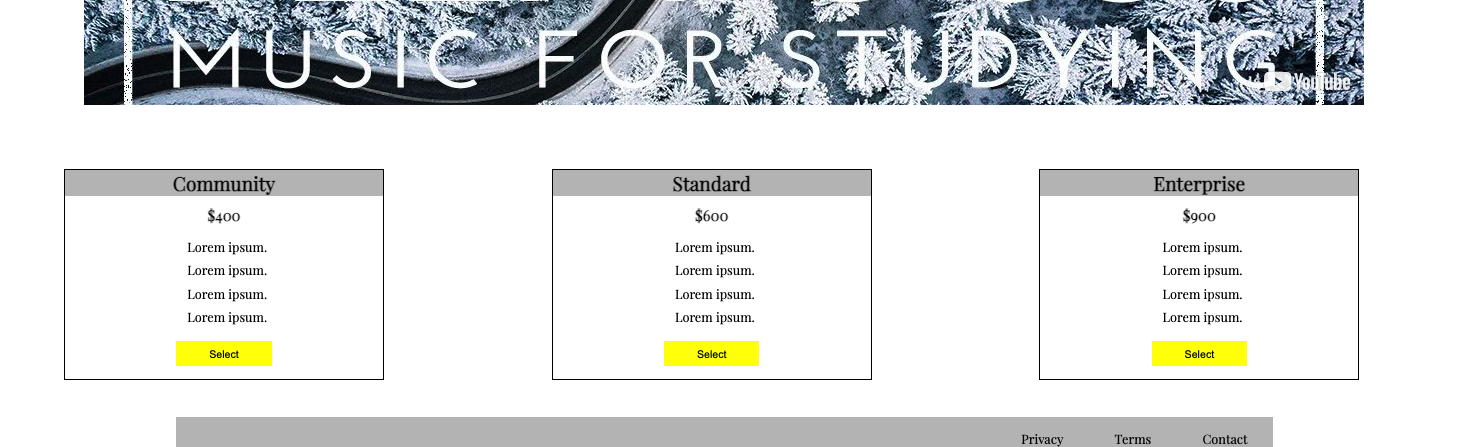 MUSIC FOR STUDYING
YouTube
Community
$400
Lorem ipsum.
Lorem ipsum.
Lorem ipsum.
Lorem ipsum.
Select
Standard
$600
Lorem ipsum.
Lorem ipsum.
Lorem ipsum.
Lorem ipsum.
Select
Enterprise
$900
Lorem ipsum.
Lorem ipsum.
Lorem ipsum.
Lorem ipsum.
Select
Privacy Terms Contact